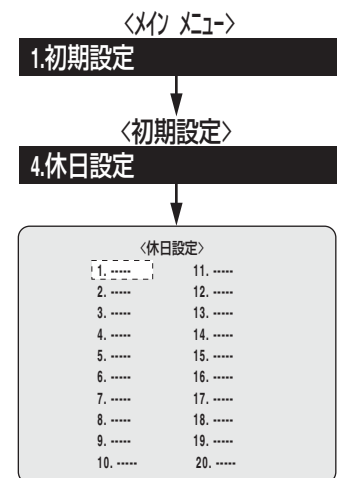 〈メイン メニュー〉
1.初期設定
〈初期設定〉
4.休日設定
〈休日設定〉
1. ----- 11. -----
2. ----- 12. -----
3. ----- 13. -----
4. ----- 14. -----
5. ----- 15. -----
6. ----- 16. -----
7. ----- 17. -----
8. ----- 18. -----
9. ----- 19. -----
10. ----- 20. -----